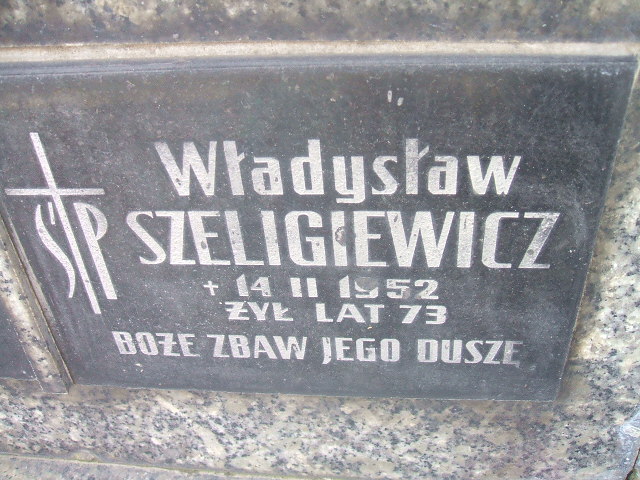 ŚP
Władysław
SZELIGIEWICZ
+ 14 II 1952
ŻYŁ LAT 73
BOŻE ZBAW JEGO DUSZĘ